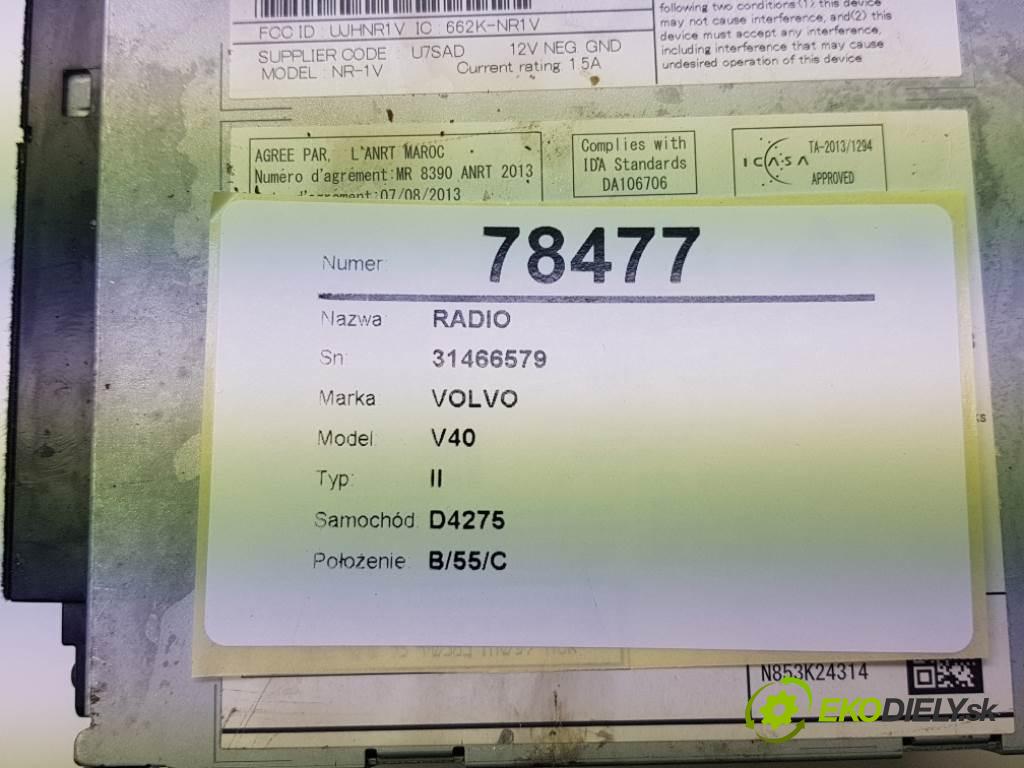 FCC ID : UJHNR1V IC : 662K-NR1V
SUPPLIER CODE : U7SAD 12V NEG. GND
MODEL : NR-1V Current rating 1.5A
following two conditions(1) this device
may not cause interference, and(2) this
device must accept any interference,
including interference that may cause
undesired operation of this device
AGREE PAR, L'ANRT MAROC
Numéro d'agrément:MR 8390 ANRT 2013
d'agrément:07/08/2013
Complies with
IDA Standards
DA106706
ICASA
TA-2013/1294
APPROVED
Numer: 78477
Nazwa: RADIO
Sn: 31466579
Marka: VOLVO
Model: V40
Typ: II
Samochód: D4275
Położenie: B/55/C
N853K24314
EKODIELY.sk